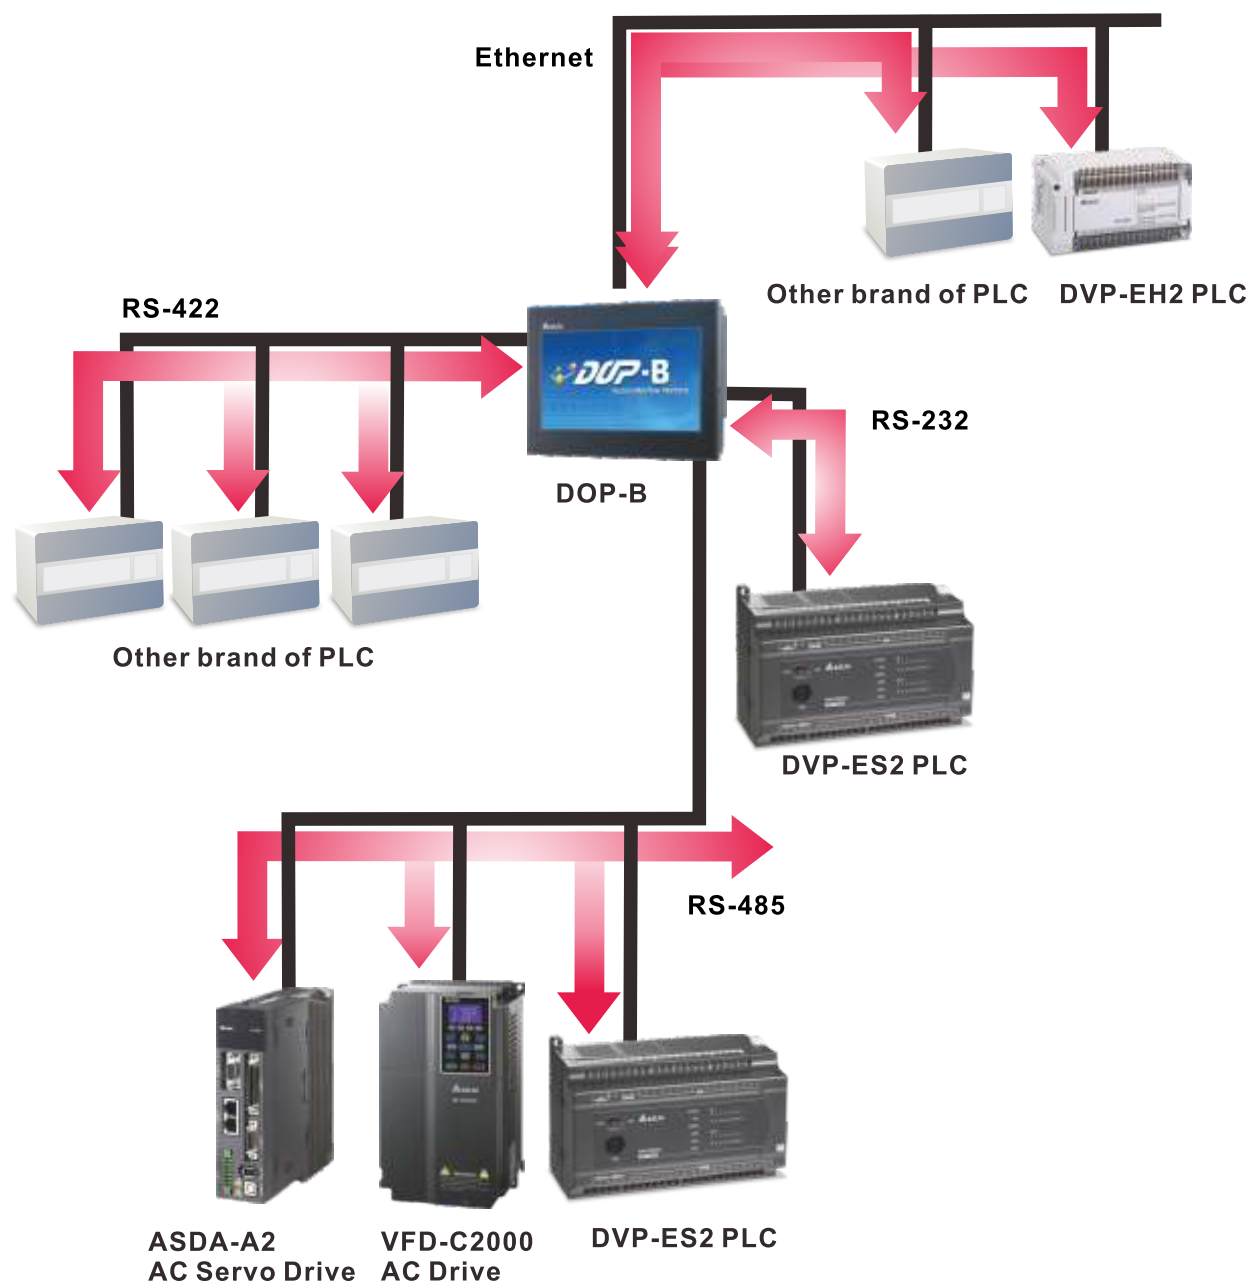 Ethernet
Other brand of PLC
DVP-EH2 PLC
RS-422
DOP-B
RS-232
DOP-B
Other brand of PLC
DVP-ES2 PLC
RS-485
ASDA-A2
AC Servo Drive
VFD-C2000
AC Drive
DVP-ES2 PLC